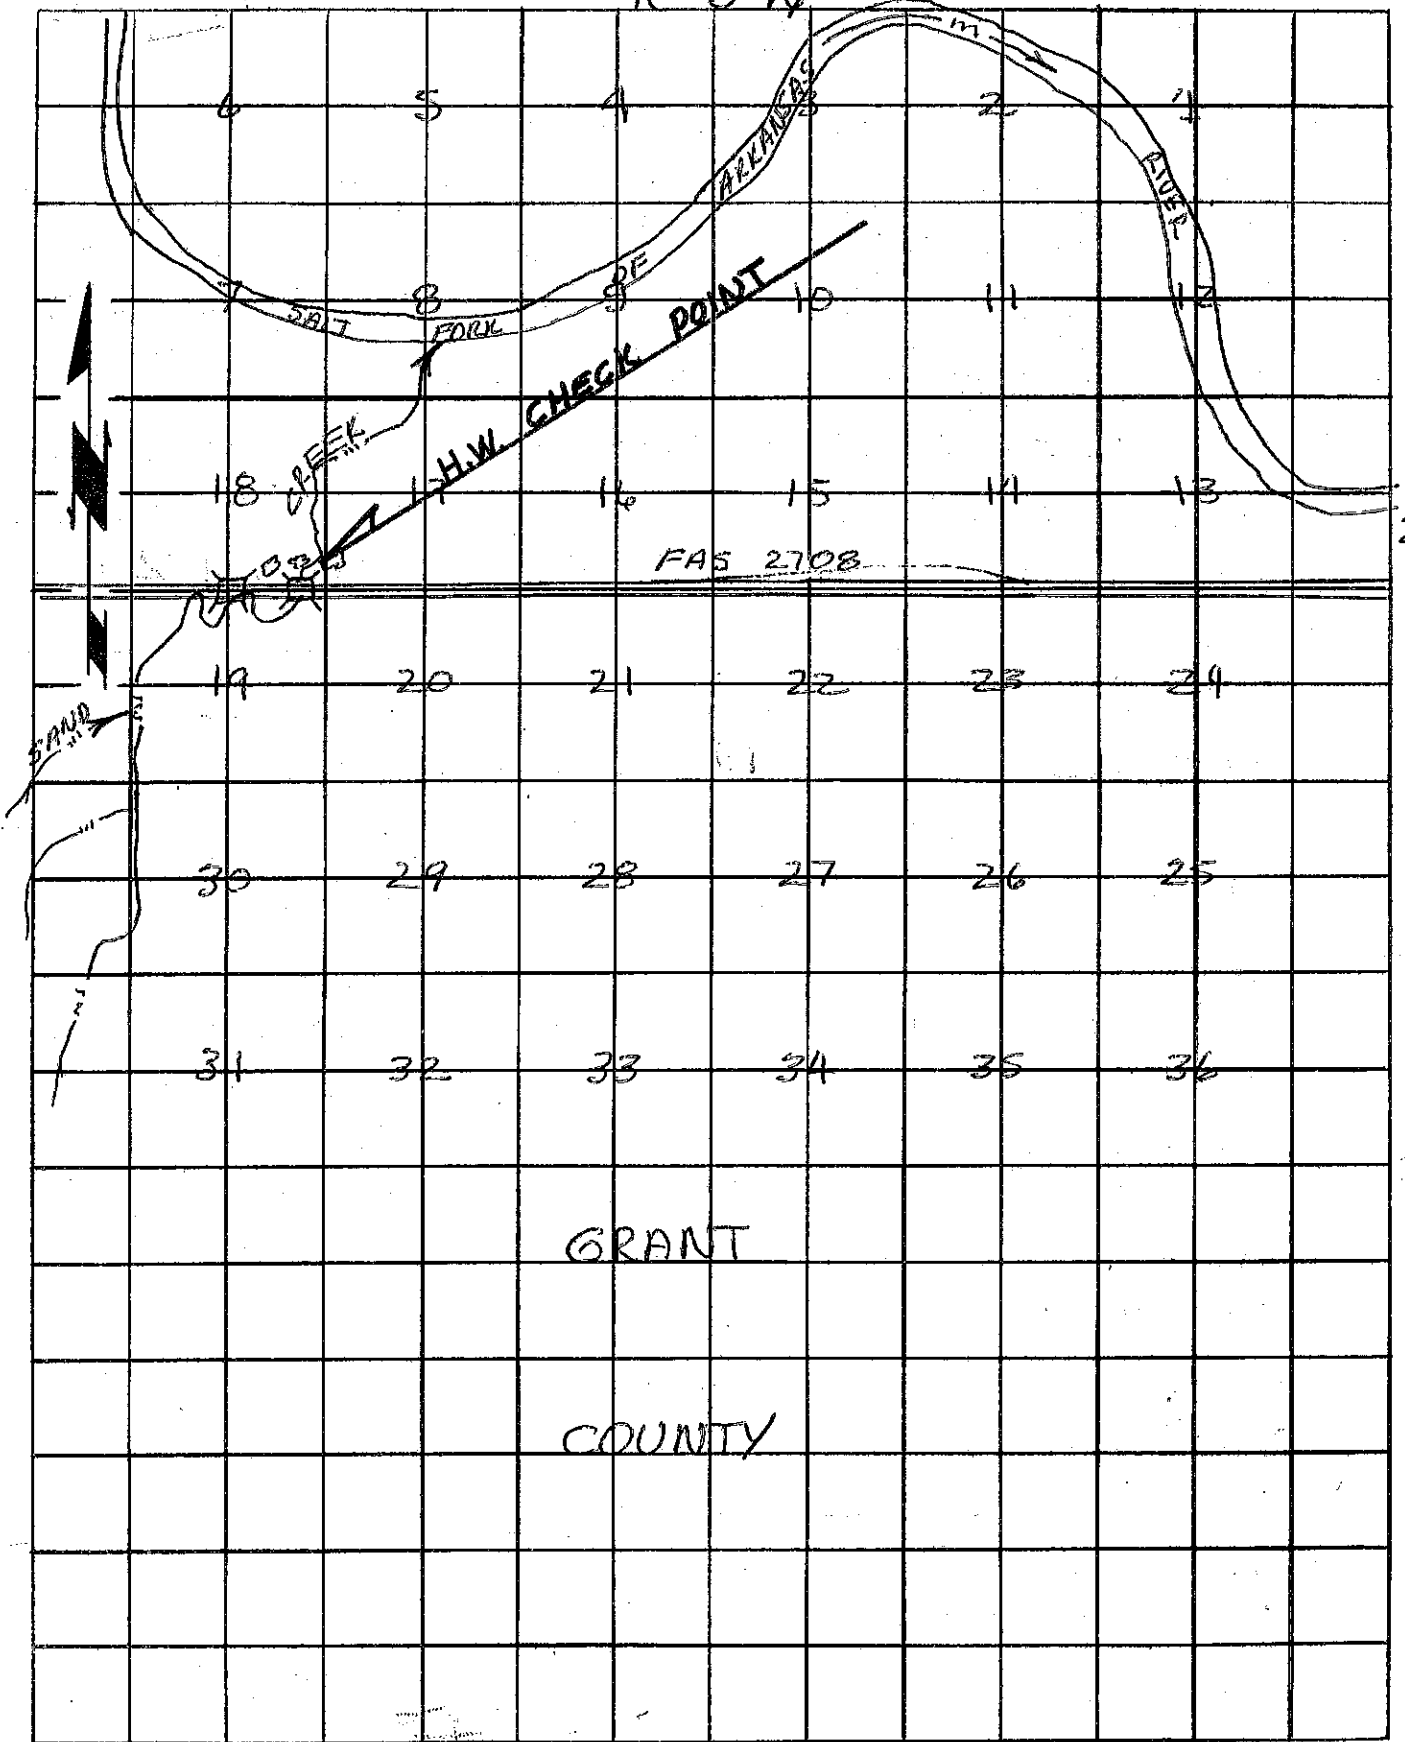 6 5 4 3 2 1
ARKANSAS
RIVER
7 8 9 10 11 12
SALT FORK OF
H.W. CHECK POINT
CREEK
18 17 16 15 14 13
FAS 2708
19 20 21 22 23 24
SAND
30 29 28 27 26 25
31 32 33 34 35 36
GRANT
COUNTY